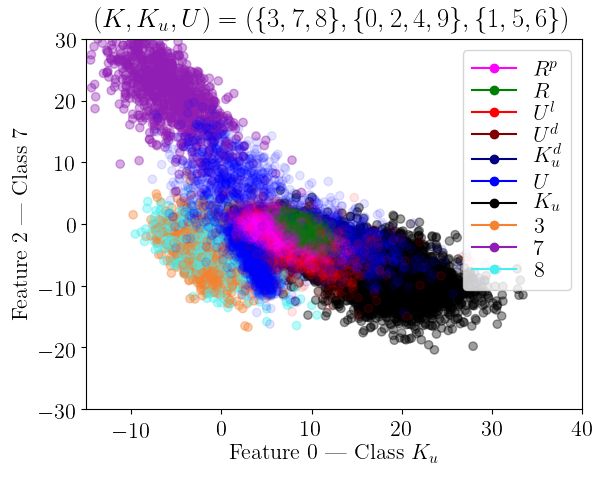 (K, K_u, U) = ({3, 7, 8}, {0, 2, 4, 9}, {1, 5, 6})
30
20
10
0
−10
−20
−30
Feature 2 — Class 7
R^p
R
U^l
U^d
K_u^d
U
K_u
3
7
8
−10 0 10 20 30 40
Feature 0 — Class K_u